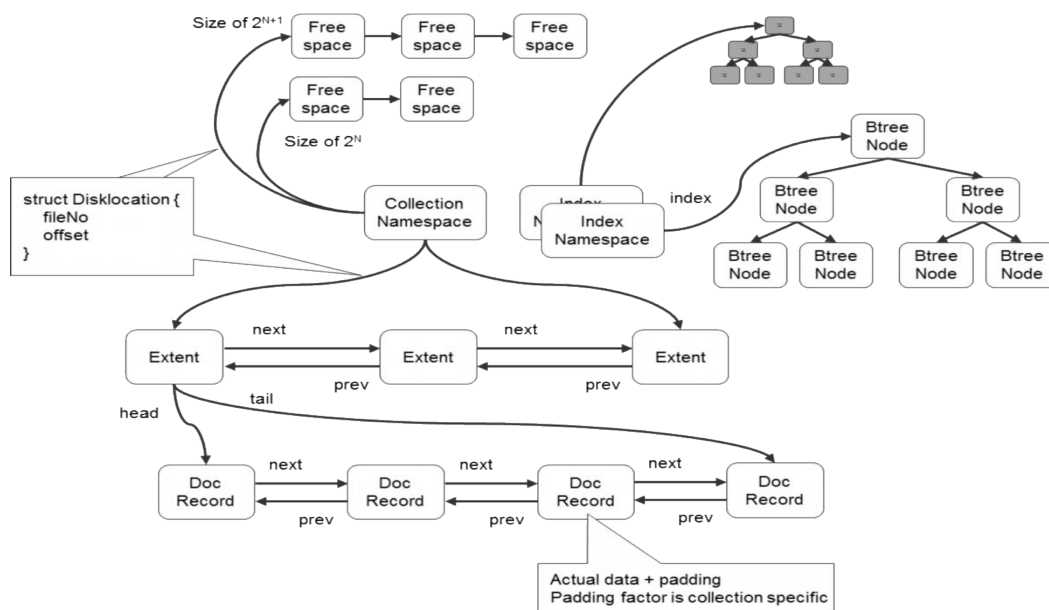 Size of 2N+1
Free
space
Free
space
Free
space
Free
space
Free
space
Size of 2N
struct Disklocation {
fileNo
offset
}
Collection
Namespace
Index
Index
Namespace
index
Btree
Node
Btree
Node
Btree
Node
Btree
Node
Btree
Node
Btree
Node
Btree
Node
Extent
next
prev
Extent
next
prev
Extent
head
tail
Doc
Record
next
prev
Doc
Record
next
prev
Doc
Record
next
prev
Doc
Record
Actual data + padding
Padding factor is collection specific